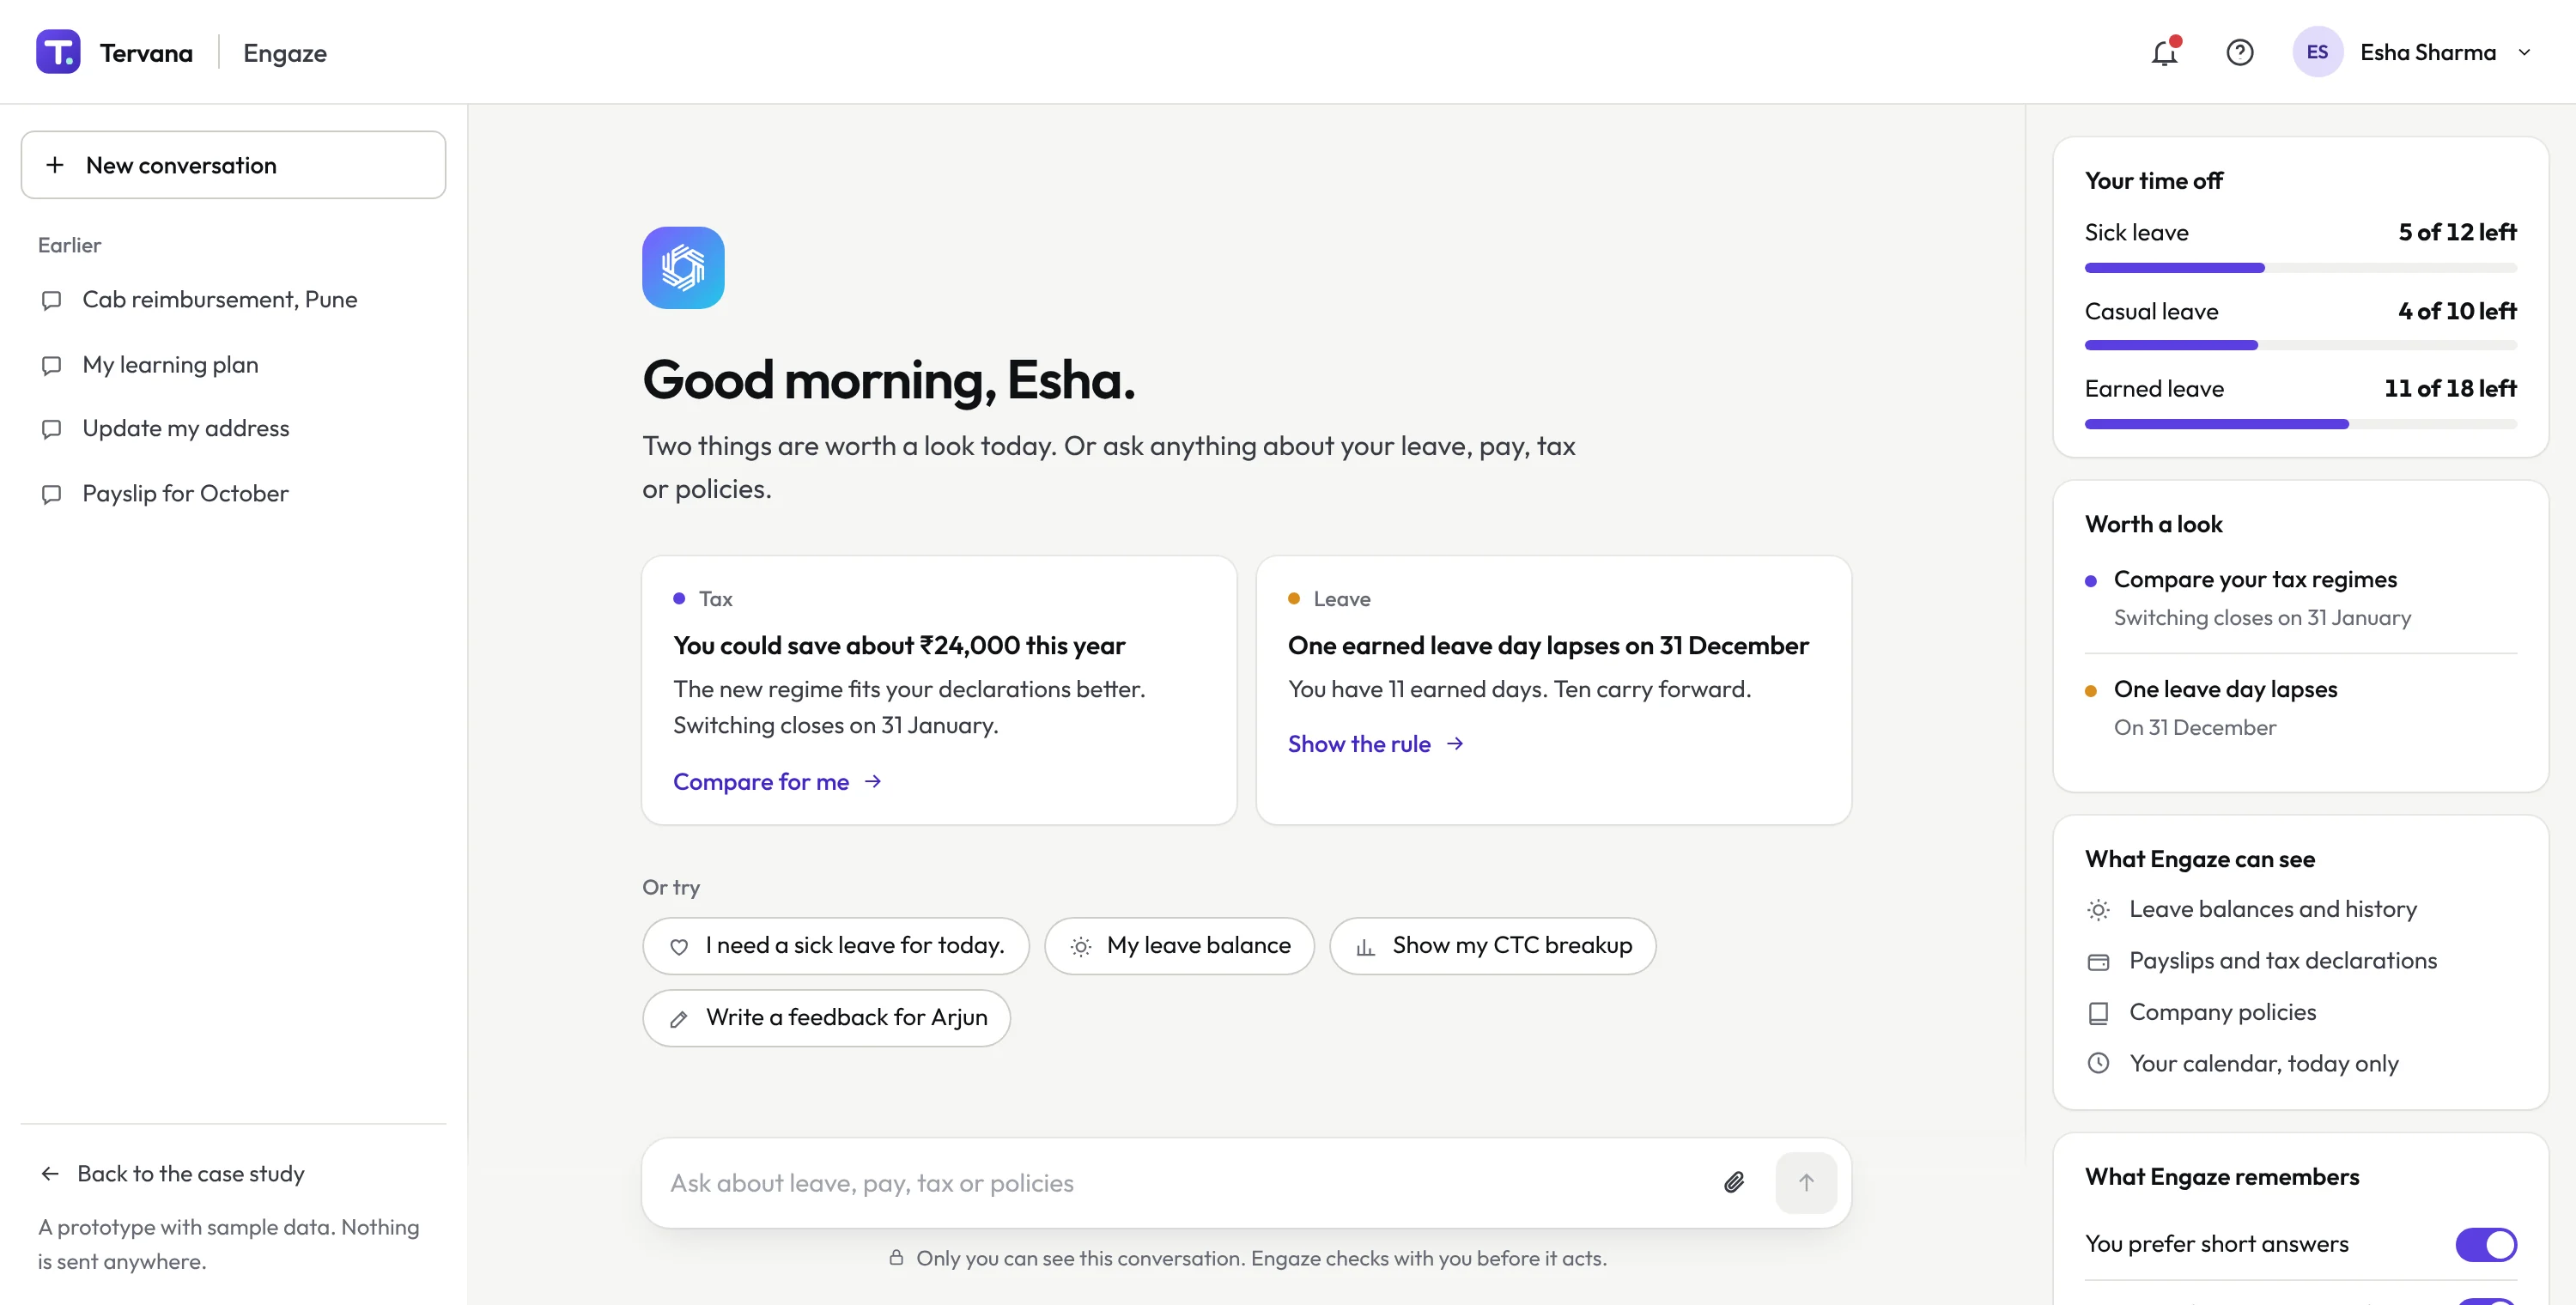 T.
Tervana
Engaze
ES
Esha Sharma
New conversation
Earlier
Cab reimbursement, Pune
My learning plan
Update my address
Payslip for October
Back to the case study
A prototype with sample data. Nothing
is sent anywhere.
Good morning, Esha.
Two things are worth a look today. Or ask anything about your leave, pay, tax
or policies.
Tax
You could save about ₹24,000 this year
The new regime fits your declarations better.
Switching closes on 31 January.
Compare for me →
Leave
One earned leave day lapses on 31 December
You have 11 earned days. Ten carry forward.
Show the rule →
Or try
I need a sick leave for today.
My leave balance
Show my CTC breakup
Write a feedback for Arjun
Ask about leave, pay, tax or policies
Only you can see this conversation. Engaze checks with you before it acts.
Your time off
Sick leave 5 of 12 left
Casual leave 4 of 10 left
Earned leave 11 of 18 left
Worth a look
Compare your tax regimes
Switching closes on 31 January
One leave day lapses
On 31 December
What Engaze can see
Leave balances and history
Payslips and tax declarations
Company policies
Your calendar, today only
What Engaze remembers
You prefer short answers